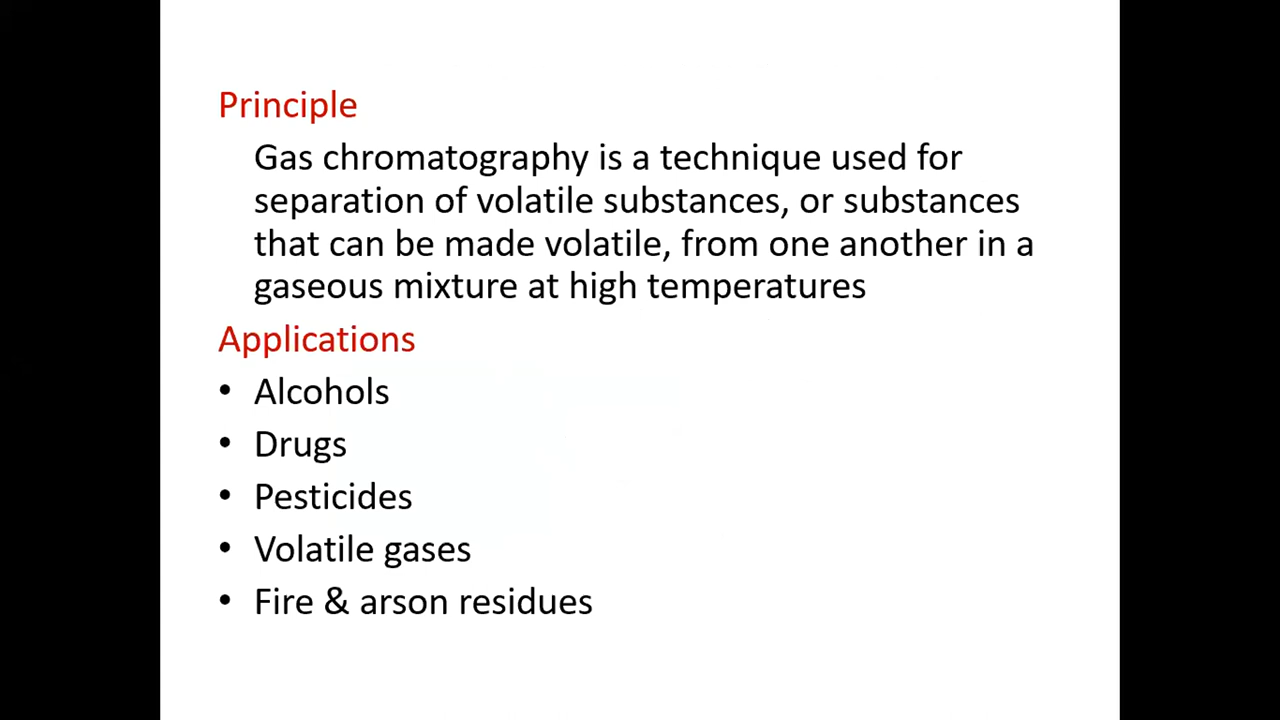 Principle
Gas chromatography is a technique used for
separation of volatile substances, or substances
that can be made volatile, from one another in a
gaseous mixture at high temperatures
Applications
• Alcohols
• Drugs
• Pesticides
• Volatile gases
• Fire & arson residues